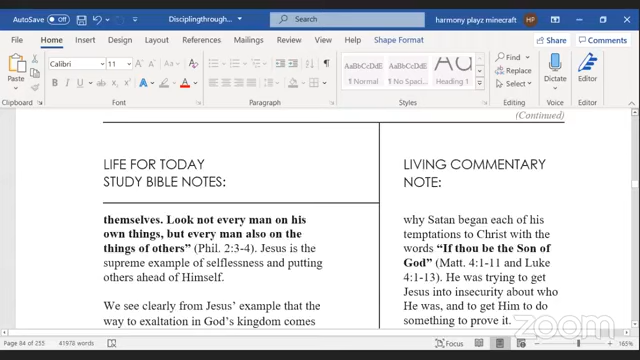 AutoSave Off
Disciplingthrough...
Search
harmony playz minecraft
HP
File Home Insert Draw Design Layout References Mailings Review View Help Shape Format
Share Comments
Paste
Calibri 11
Find
Replace
Select
Dictate
Editor
AaBbCcDdE AaBbCcDdE
¶ Normal ¶ No Spaci... Heading 1
Clipboard Font Paragraph Styles Editing Voice Editor
(Continued)
LIFE FOR TODAY
STUDY BIBLE NOTES:
themselves. Look not every man on his
own things, but every man also on the
things of others” (Phil. 2:3-4). Jesus is the
supreme example of selflessness and putting
others ahead of Himself.
We see clearly from Jesus’ example that the
way to exaltation in God’s kingdom comes
LIVING COMMENTARY
NOTE:
why Satan began each of his
temptations to Christ with the
words “If thou be the Son of
God” (Matt. 4:1-11 and Luke
4:1-13). He was trying to get
Jesus into insecurity about who
He was, and to get Him to do
something to prove it.
zoom
Page 84 of 255 41978 words
Focus
165%